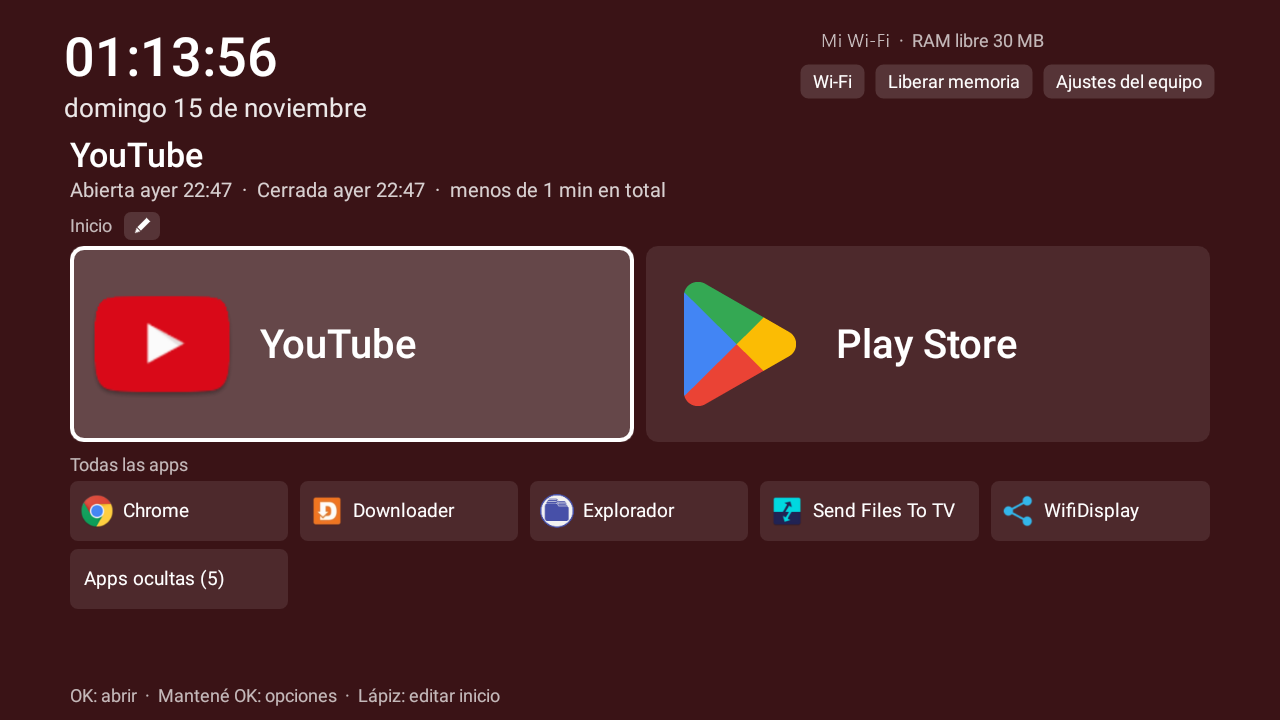 01:13:56
domingo 15 de noviembre
Mi Wi-Fi · RAM libre 30 MB
Wi-Fi
Liberar memoria
Ajustes del equipo
YouTube
Abierta ayer 22:47 · Cerrada ayer 22:47 · menos de 1 min en total
Inicio
YouTube
Play Store
Todas las apps
Chrome
Downloader
Explorador
Send Files To TV
WifiDisplay
Apps ocultas (5)
OK: abrir · Mantené OK: opciones · Lápiz: editar inicio